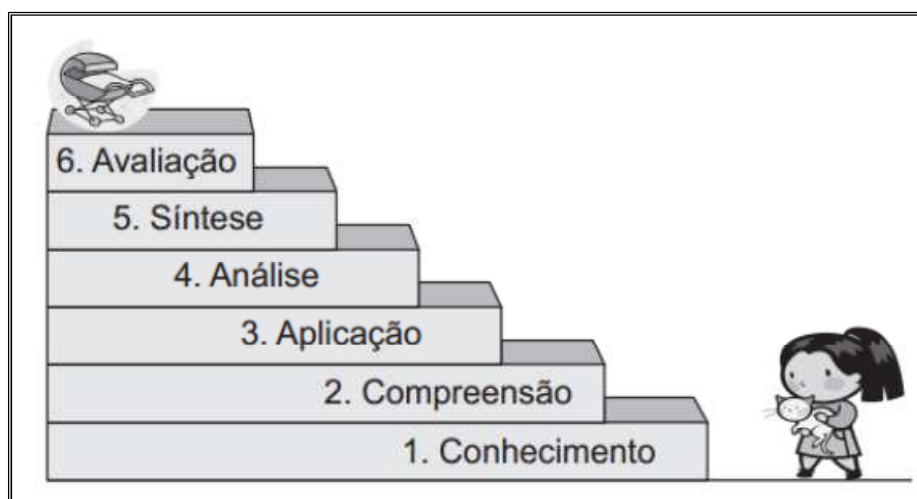 6. Avaliação
5. Síntese
4. Análise
3. Aplicação
2. Compreensão
1. Conhecimento